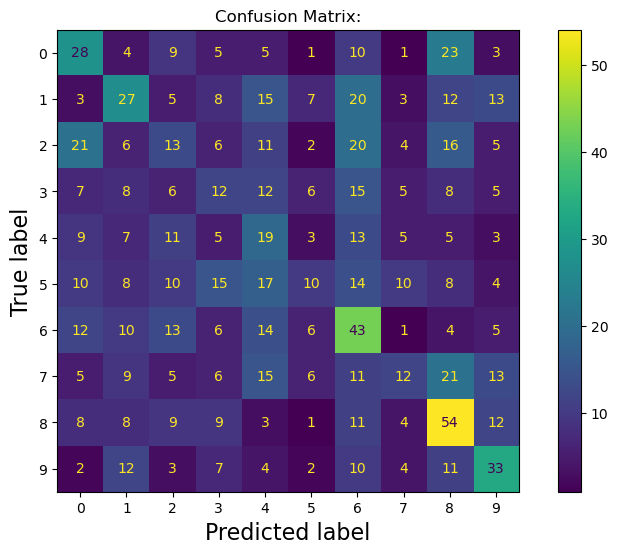 Confusion Matrix:
0 28 4 9 5 5 1 10 1 23 3
1 3 27 5 8 15 7 20 3 12 13
2 21 6 13 6 11 2 20 4 16 5
3 7 8 6 12 12 6 15 5 8 5
4 9 7 11 5 19 3 13 5 5 3
5 10 8 10 15 17 10 14 10 8 4
6 12 10 13 6 14 6 43 1 4 5
7 5 9 5 6 15 6 11 12 21 13
8 8 8 9 9 3 1 11 4 54 12
9 2 12 3 7 4 2 10 4 11 33
0 1 2 3 4 5 6 7 8 9
Predicted label
True label
50
40
30
20
10